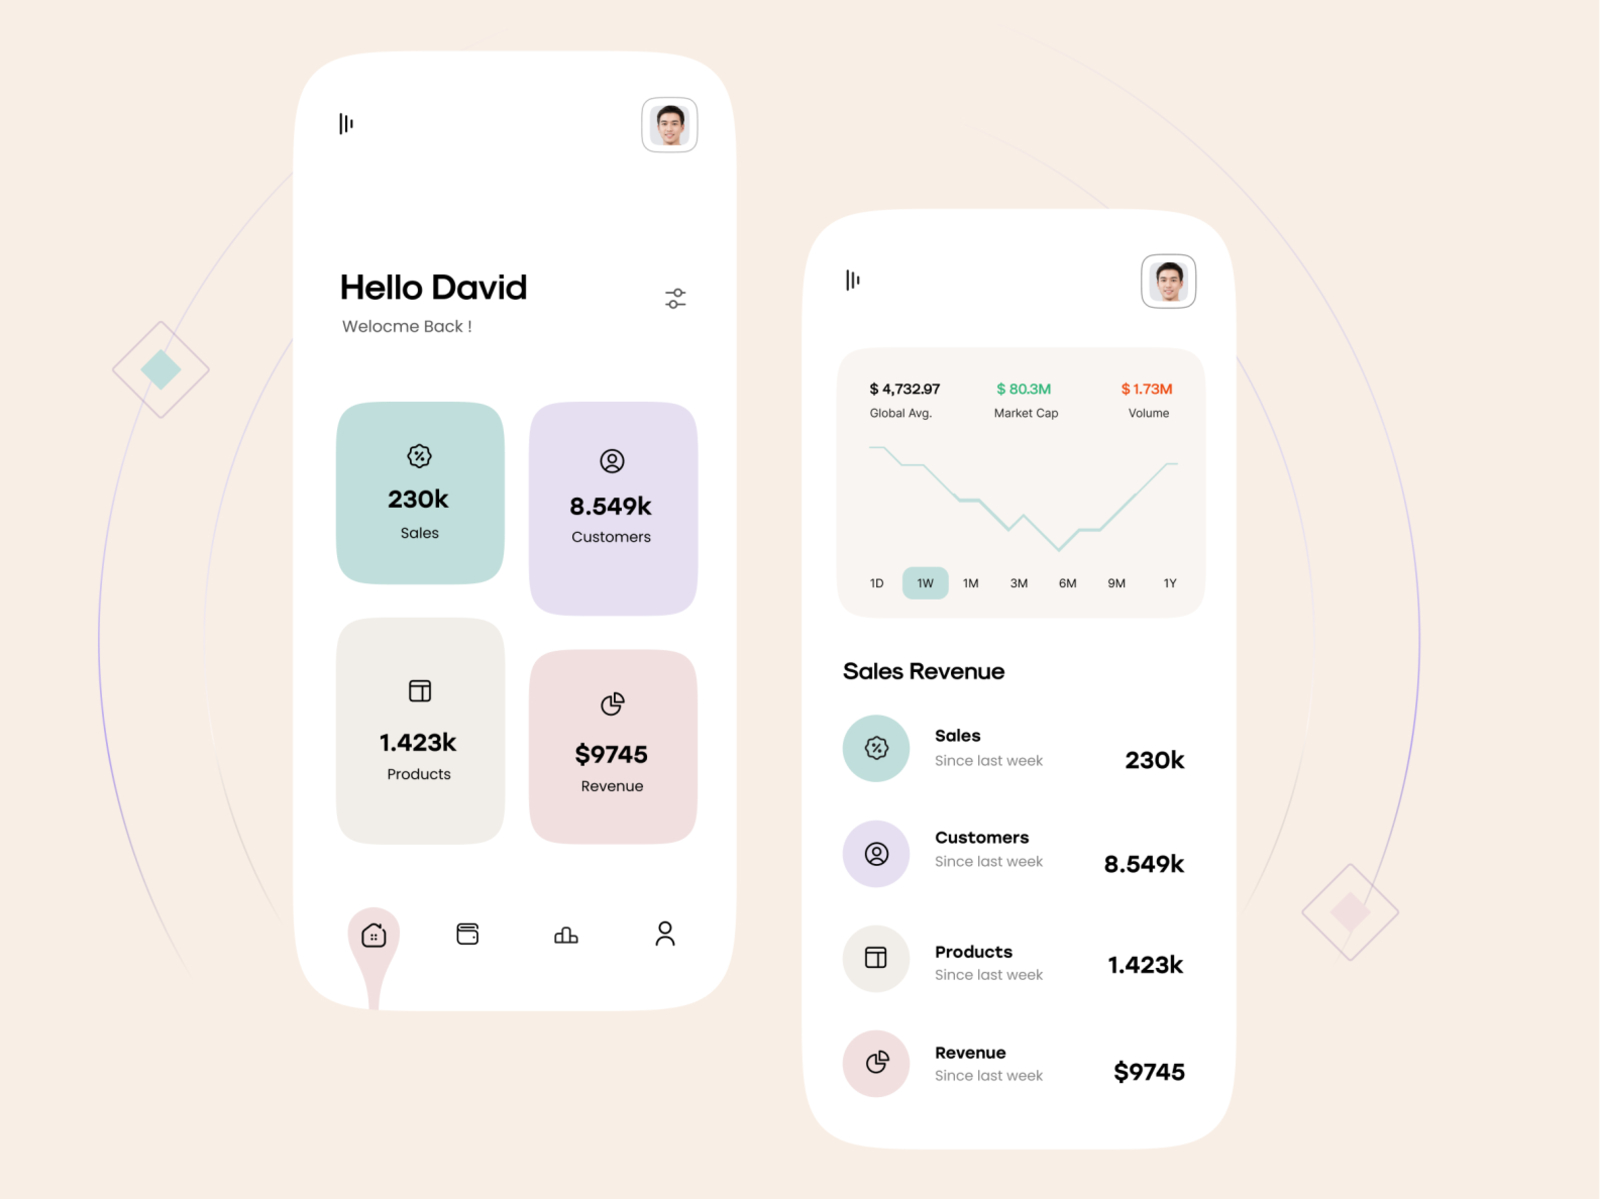 Hello David
Welocme Back !
230k
Sales
8.549k
Customers
1.423k
Products
$9745
Revenue
$ 4,732.97
Global Avg.
$ 80.3M
Market Cap
$ 1.73M
Volume
1D 1W 1M 3M 6M 9M 1Y
Sales Revenue
Sales
Since last week
230k
Customers
Since last week
8.549k
Products
Since last week
1.423k
Revenue
Since last week
$9745